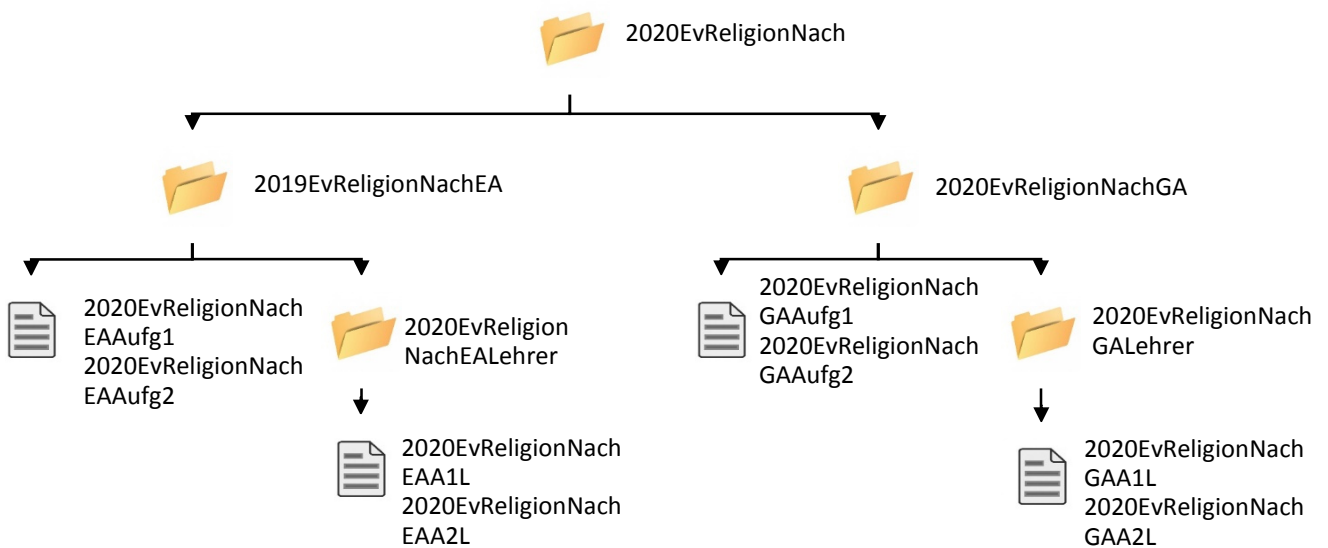 2020EvReligionNach
2019EvReligionNachEA
2020EvReligionNachGA
2020EvReligionNach
EAAufg1
2020EvReligionNach
EAAufg2
2020EvReligion
NachEALehrer
2020EvReligionNach
GAAufg1
2020EvReligionNach
GAAufg2
2020EvReligionNach
GALehrer
2020EvReligionNach
EAA1L
2020EvReligionNach
EAA2L
2020EvReligionNach
GAA1L
2020EvReligionNach
GAA2L